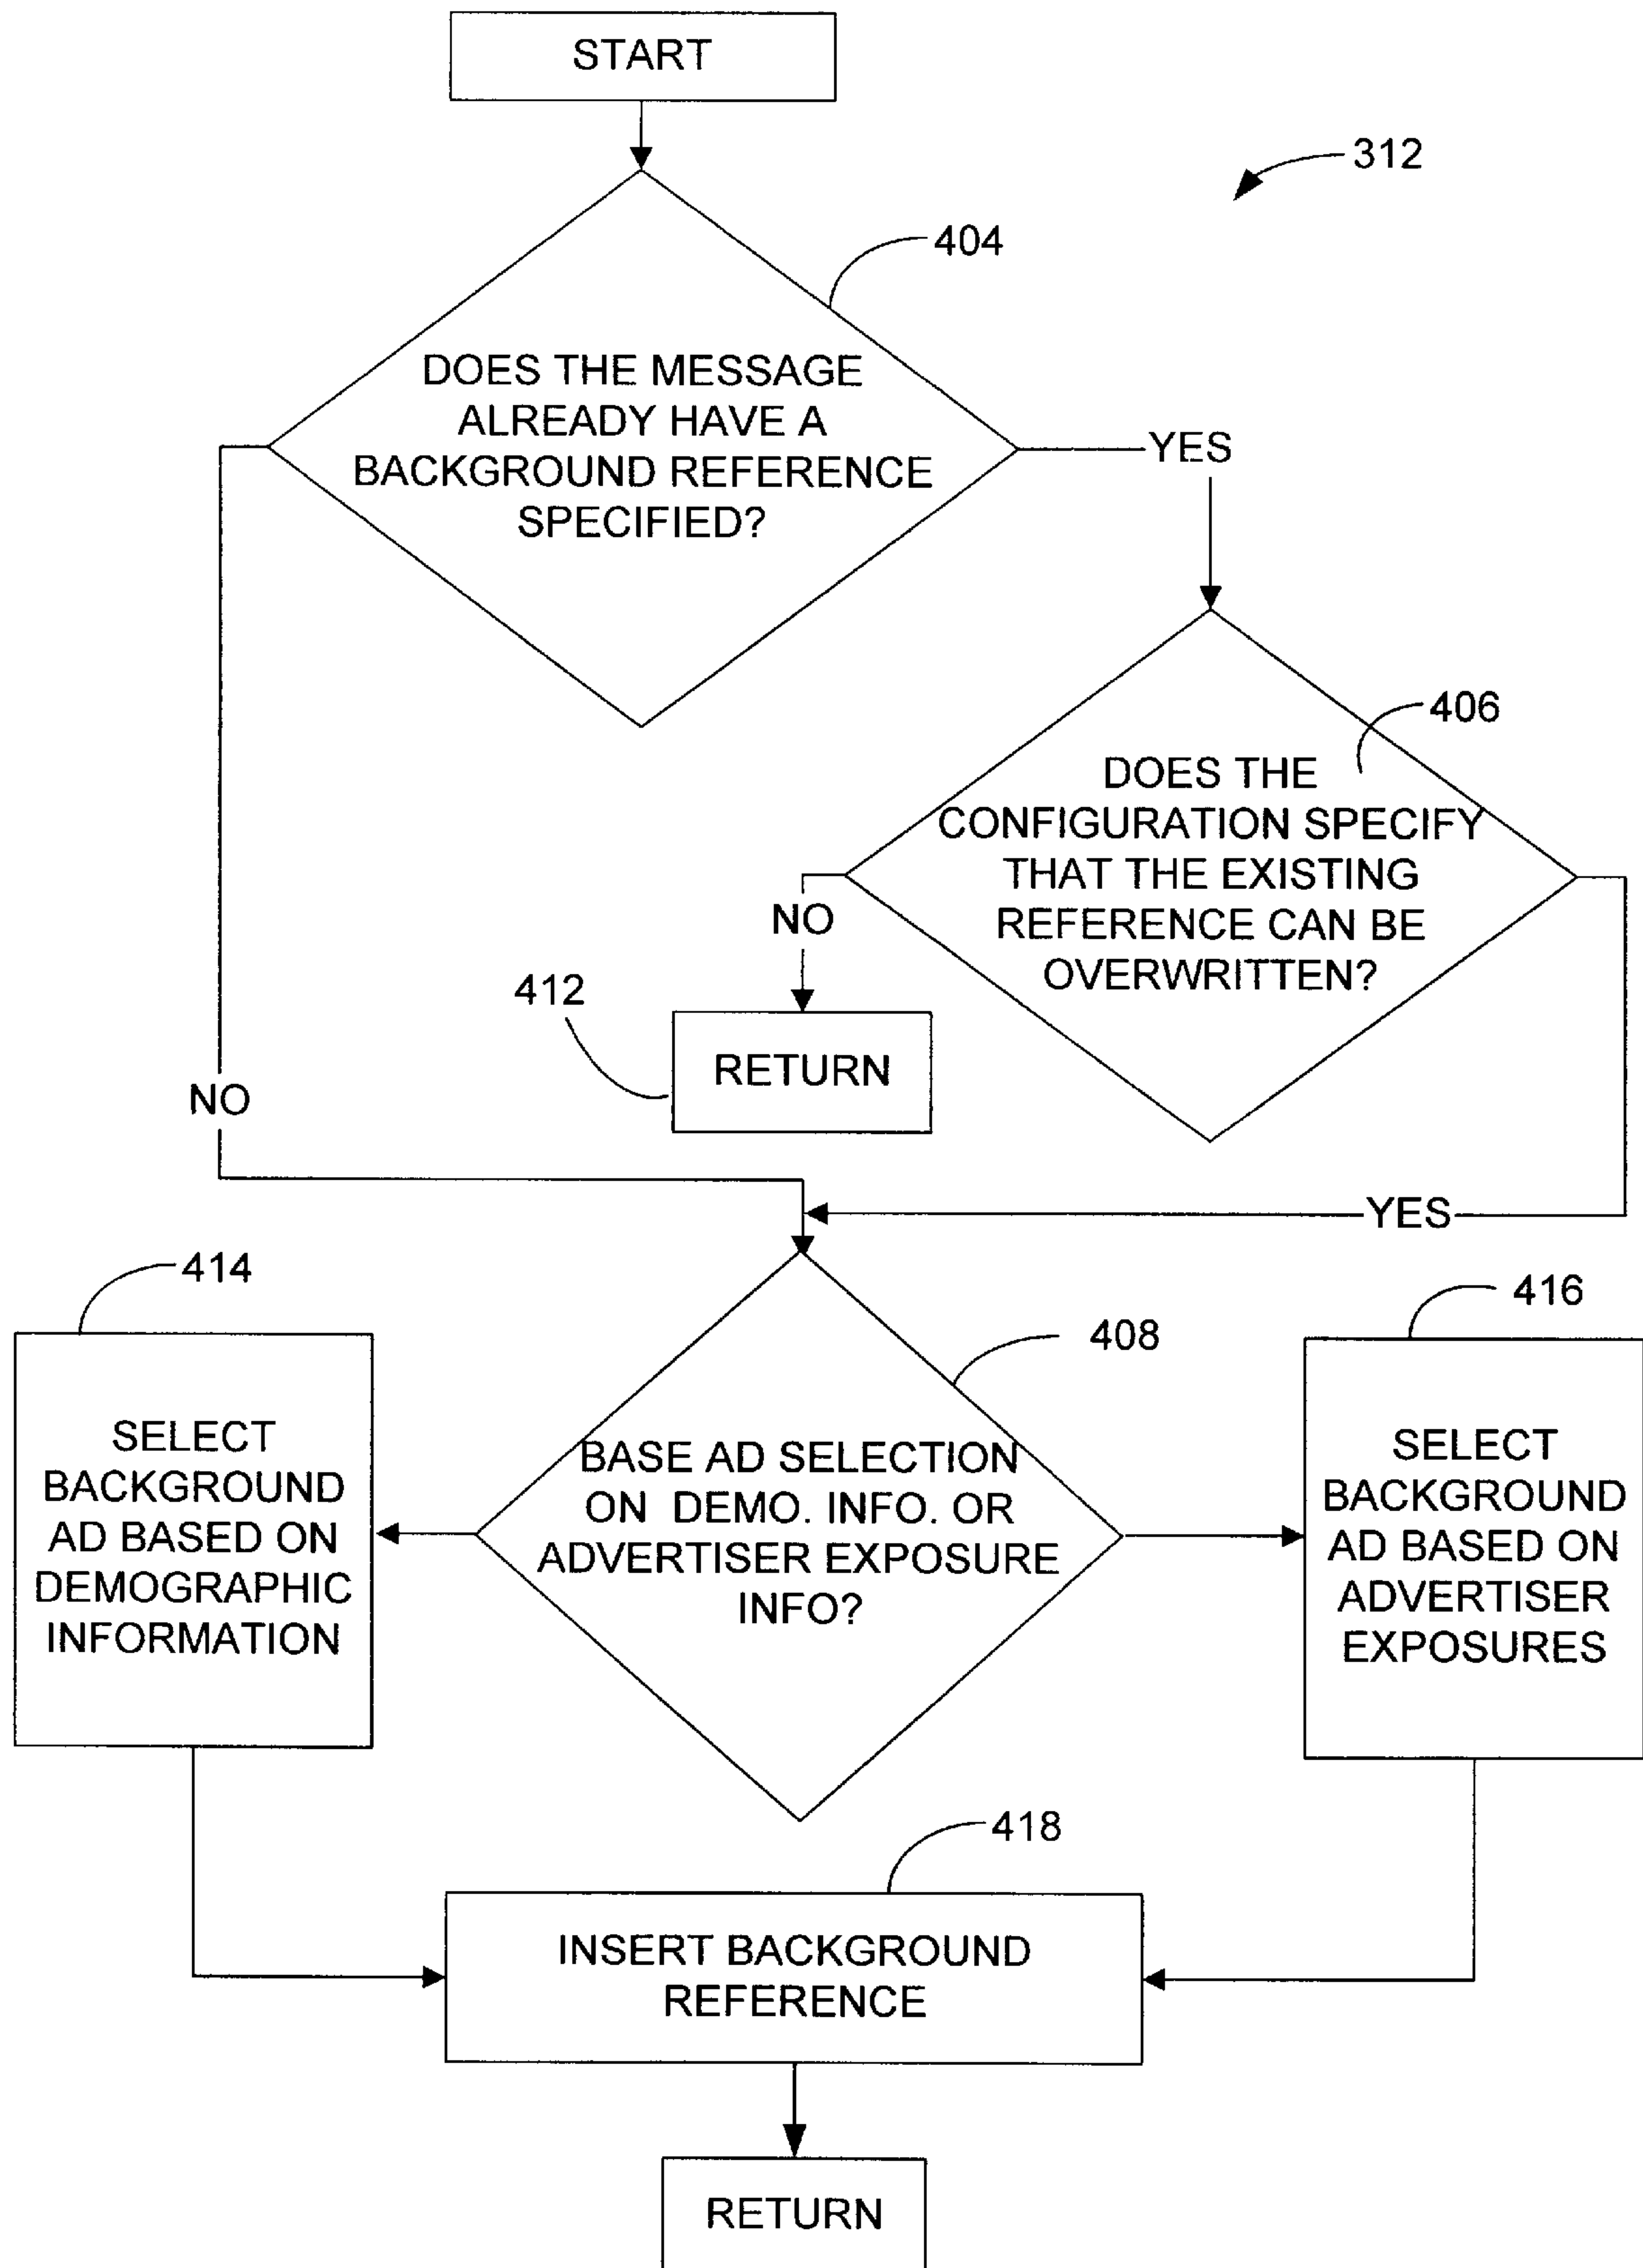 START
312
404
DOES THE MESSAGE
ALREADY HAVE A
BACKGROUND REFERENCE
SPECIFIED?
YES
406
DOES THE
CONFIGURATION SPECIFY
THAT THE EXISTING
REFERENCE CAN BE
OVERWRITTEN?
NO
412
RETURN
NO
YES
414
SELECT
BACKGROUND
AD BASED ON
DEMOGRAPHIC
INFORMATION
408
BASE AD SELECTION
ON DEMO. INFO. OR
ADVERTISER EXPOSURE
INFO?
416
SELECT
BACKGROUND
AD BASED ON
ADVERTISER
EXPOSURES
418
INSERT BACKGROUND
REFERENCE
RETURN